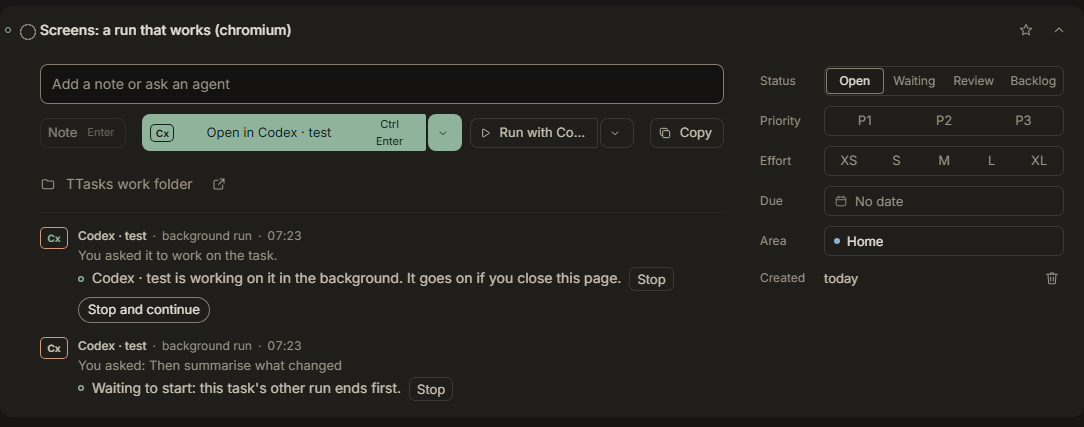 Screens: a run that works (chromium)
Add a note or ask an agent
Note Enter
Cx Open in Codex · test Ctrl Enter
Run with Co...
Copy
TTasks work folder
Cx Codex · test · background run · 07:23
You asked it to work on the task.
Codex · test is working on it in the background. It goes on if you close this page. Stop
Stop and continue
Cx Codex · test · background run · 07:23
You asked: Then summarise what changed
Waiting to start: this task's other run ends first. Stop
Status Open Waiting Review Backlog
Priority P1 P2 P3
Effort XS S M L XL
Due No date
Area Home
Created today